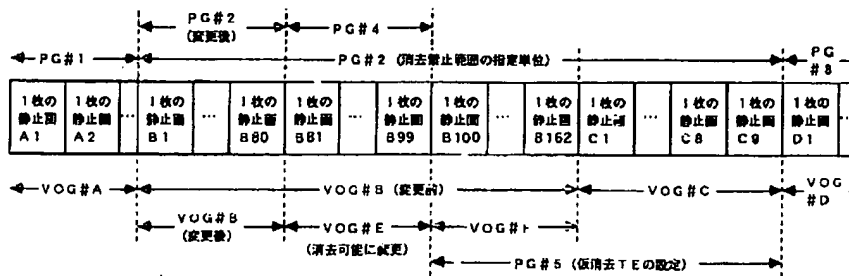 PG#2
(変更後)
PG#4
PG#1
PG#2 (消去禁止範囲の指定単位)
PG
#3
1枚の
静止画
A1
1枚の
静止画
A2
…
1枚の
静止画
B1
…
1枚の
静止画
B80
1枚の
静止画
B81
…
1枚の
静止画
B99
1枚の
静止画
B100
…
1枚の
静止画
B162
1枚の
静止画
C1
…
1枚の
静止画
C8
1枚の
静止画
C9
1枚の
静止画
D1
…
VOG#A
VOG#B (変更前)
VOG#C
VOG
#D
VOG#B
(変更後)
VOG#E
(消去可能に変更)
VOG#F
PG#5 (仮消去TEの設定)